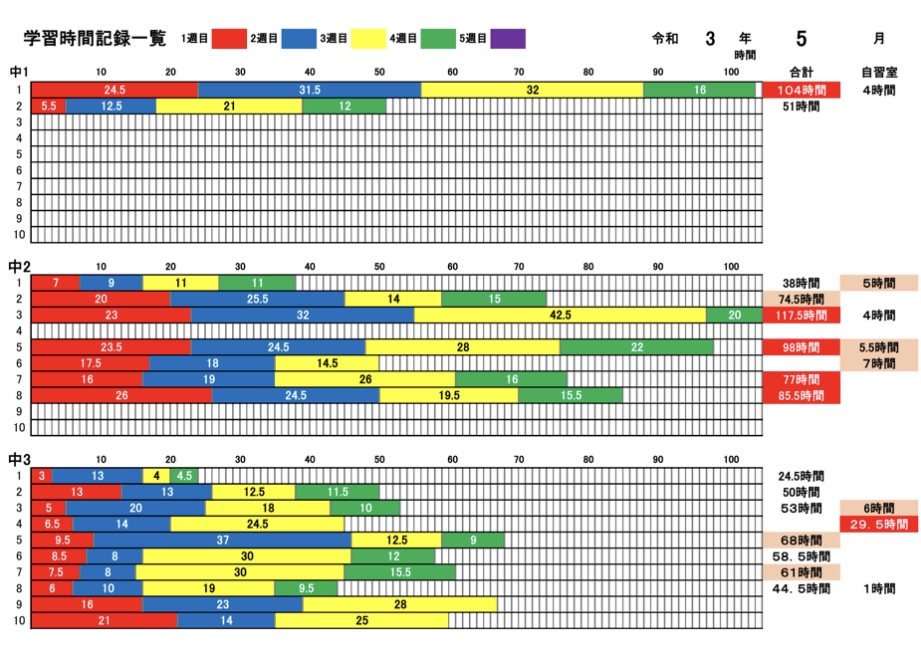 学習時間記録一覧 1週目 2週目 3週目 4週目 5週目 令和 3 年 5 月
時間
中1 10 20 30 40 50 60 70 80 90 100 合計 自習室
1 24.5 31.5 32 16 104時間 4時間
2 5.5 12.5 21 12 51時間
3
4
5
6
7
8
9
10
中2 10 20 30 40 50 60 70 80 90 100
1 7 9 11 11 38時間 5時間
2 20 25.5 14 15 74.5時間
3 23 32 42.5 20 117.5時間 4時間
4
5 23.5 24.5 28 22 98時間 5.5時間
6 17.5 18 14.5 7時間
7 16 19 26 16 77時間
8 26 24.5 19.5 15.5 85.5時間
9
10
中3 10 20 30 40 50 60 70 80 90 100
1 3 13 4 4.5 24.5時間
2 13 13 12.5 11.5 50時間
3 5 20 18 10 53時間 6時間
4 6.5 14 24.5 29.5時間
5 9.5 37 12.5 9 68時間
6 8.5 8 30 12 58.5時間
7 7.5 8 30 15.5 61時間
8 6 10 19 9.5 44.5時間 1時間
9 16 23 28
10 21 14 25